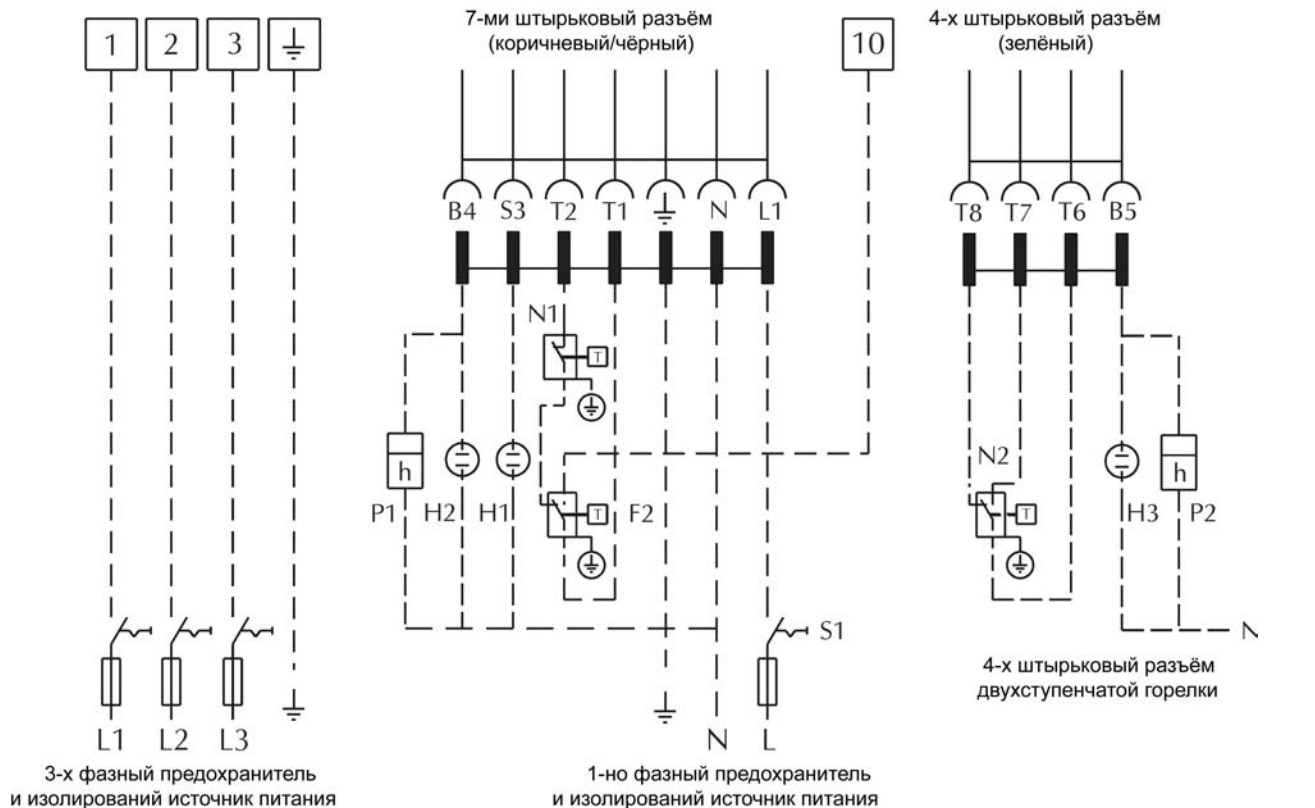 7-ми штырьковый разъём
(коричневый/чёрный)
4-х штырьковый разъём
(зелёный)
1 2 3
10
B4 S3 T2 T1 N L1
T8 T7 T6 B5
N1
T
h
P1 H2 H1
T
F2
N2
T
H3
h
P2
S1
N
4-х штырьковый разъём
двухступенчатой горелки
L1 L2 L3
N L
3-х фазный предохранитель
и изолирований источник питания
1-но фазный предохранитель
и изолирований источник питания